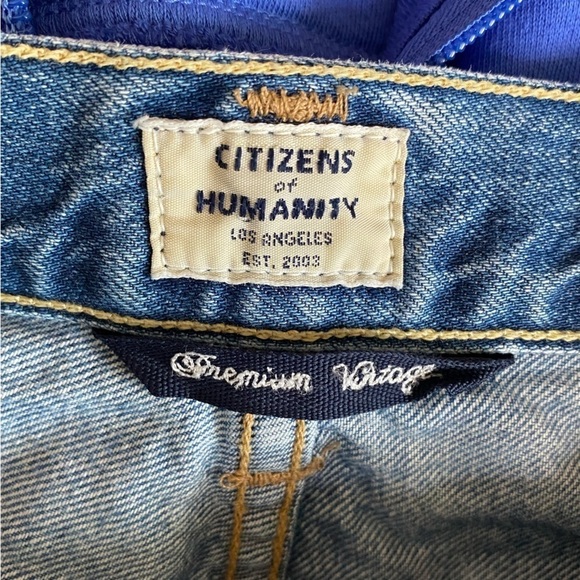 CITIZENS
of
HUMANITY
LOS ANGELES
EST. 2003
Premium Vintage